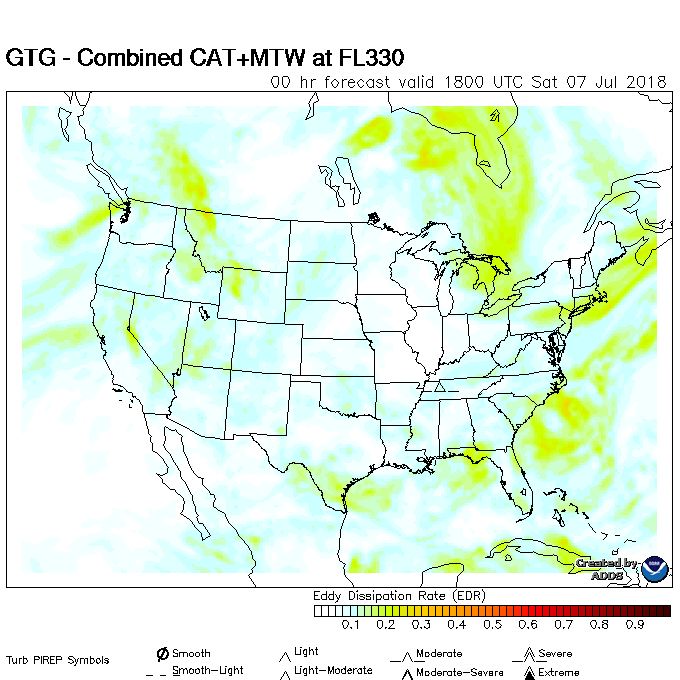 GTG - Combined CAT+MTW at FL330
00 hr forecast valid 1800 UTC Sat 07 Jul 2018
Created by
ADDS
Eddy Dissipation Rate (EDR)
0.1 0.2 0.3 0.4 0.5 0.6 0.7 0.8 0.9
Turb PIREP Symbols
Smooth Light Moderate Severe
Smooth-Light Light-Moderate Moderate-Severe Extreme